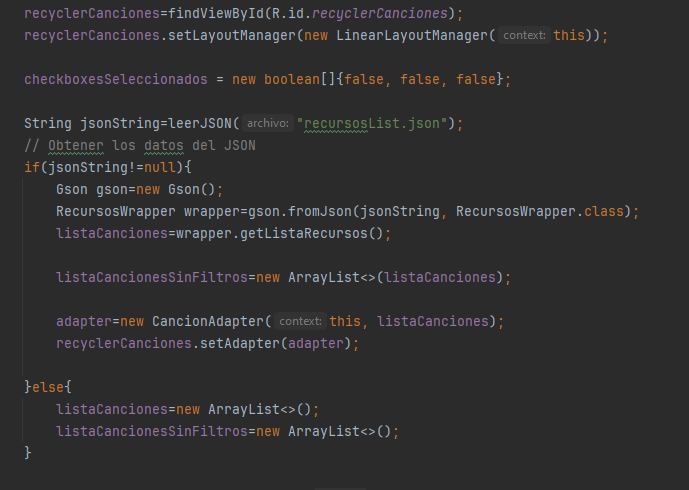 recyclerCanciones=findViewById(R.id.recyclerCanciones);
recyclerCanciones.setLayoutManager(new LinearLayoutManager( context: this));
checkboxesSeleccionados = new boolean[]{false, false, false};
String jsonString=leerJSON( archivo: "recursosList.json");
// Obtener los datos del JSON
if(jsonString!=null){
Gson gson=new Gson();
RecursosWrapper wrapper=gson.fromJson(jsonString, RecursosWrapper.class);
listaCanciones=wrapper.getListaRecursos();
listaCancionesSinFiltros=new ArrayList<>(listaCanciones);
adapter=new CancionAdapter( context: this, listaCanciones);
recyclerCanciones.setAdapter(adapter);
}else{
listaCanciones=new ArrayList<>();
listaCancionesSinFiltros=new ArrayList<>();
}